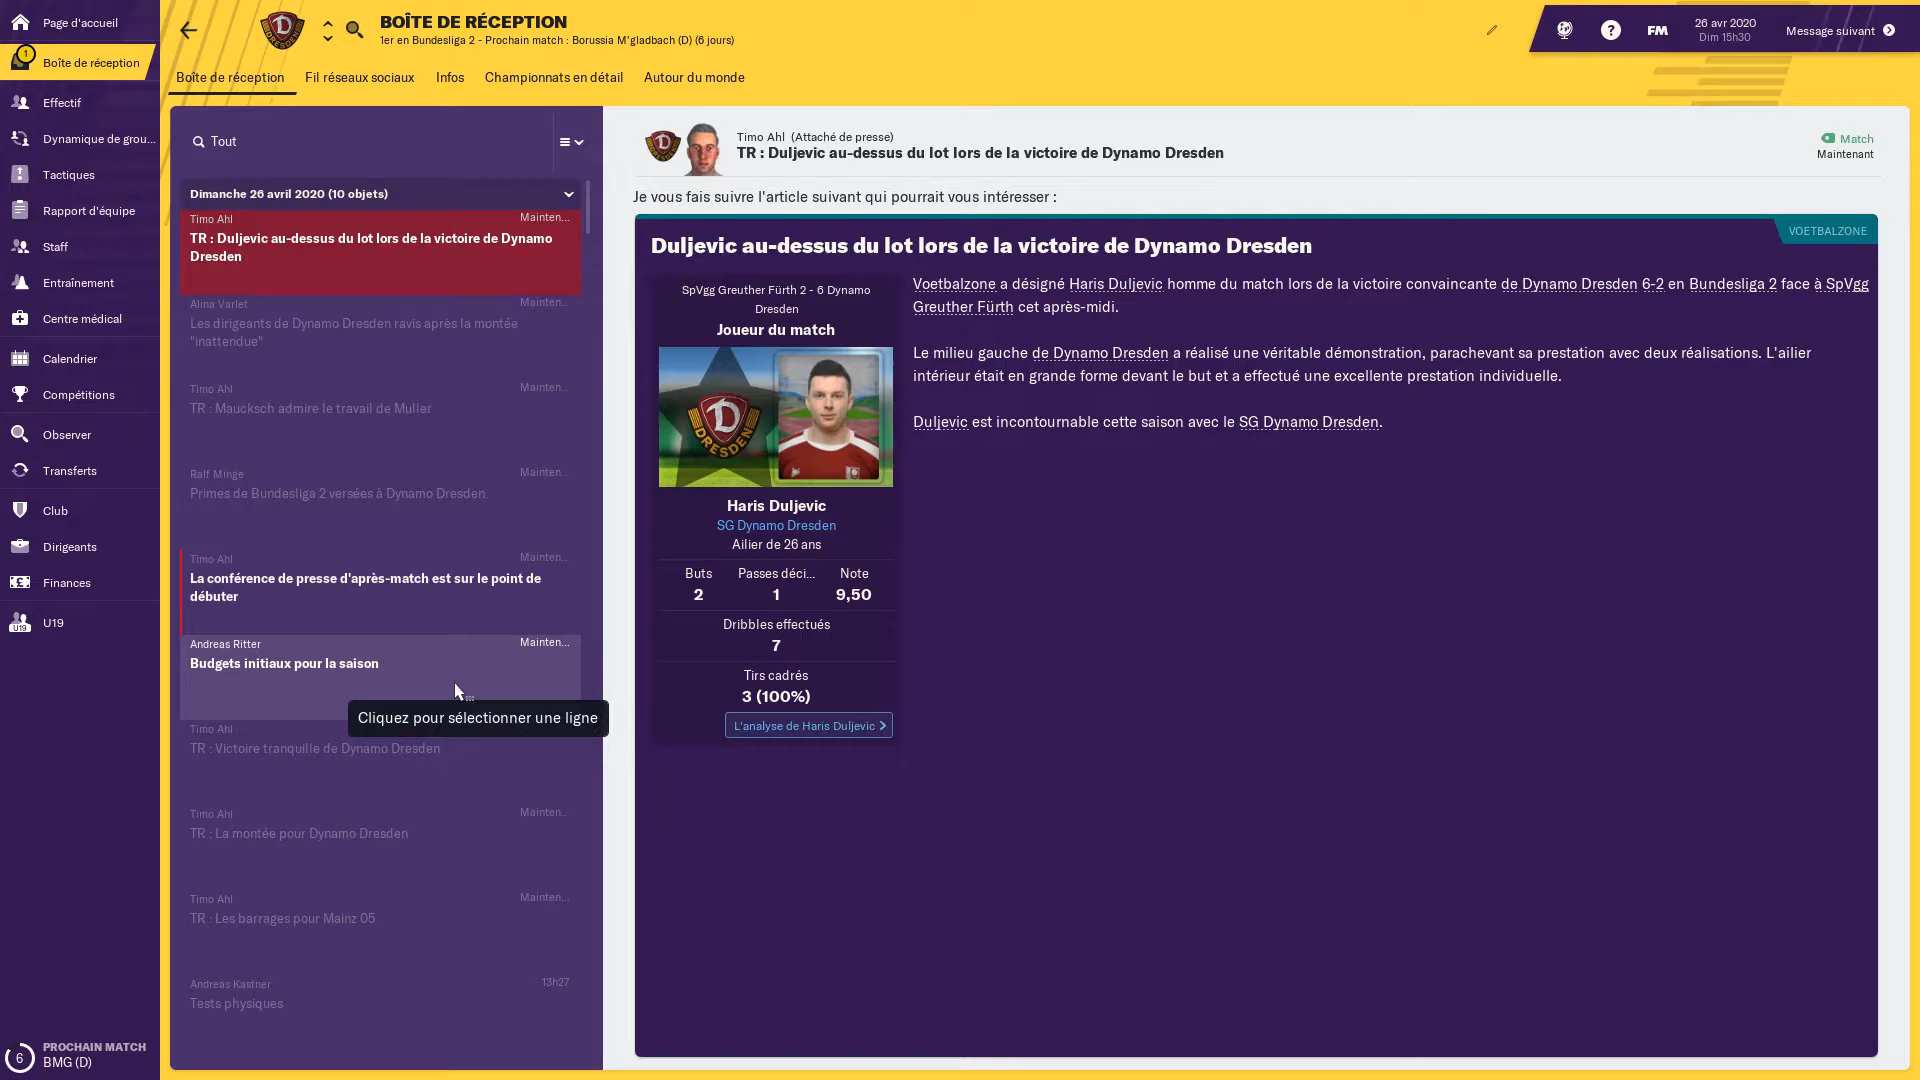 Page d'accueil
1
Boîte de réception
Effectif
Dynamique de grou...
Tactiques
Rapport d'équipe
Staff
Entraînement
Centre médical
Calendrier
Compétitions
Observer
Transferts
Club
Dirigeants
Finances
U19
U19
6
PROCHAIN MATCH
BMG (D)
BOÎTE DE RÉCEPTION
1er en Bundesliga 2 - Prochain match : Borussia M'gladbach (D) (6 jours)
?
FM
26 avr 2020
Dim 15h30
Message suivant
Boîte de réception
Fil réseaux sociaux
Infos
Championnats en détail
Autour du monde
Tout
Dimanche 26 avril 2020 (10 objets)
Timo Ahl
Mainten...
TR : Duljevic au-dessus du lot lors de la victoire de Dynamo
Dresden
Alina Varlet
Mainten...
Les dirigeants de Dynamo Dresden ravis après la montée
"inattendue"
Timo Ahl
Mainten...
TR : Maucksch admire le travail de Muller
Ralf Minge
Mainten...
Primes de Bundesliga 2 versées à Dynamo Dresden.
Timo Ahl
Mainten...
La conférence de presse d'après-match est sur le point de
débuter
Andreas Ritter
Mainten...
Budgets initiaux pour la saison
Cliquez pour sélectionner une ligne
Timo Ahl
TR : Victoire tranquille de Dynamo Dresden
Timo Ahl
Mainten...
TR : La montée pour Dynamo Dresden
Timo Ahl
Mainten...
TR : Les barrages pour Mainz 05
Andreas Kastner
13h27
Tests physiques
Timo Ahl (Attaché de presse)
TR : Duljevic au-dessus du lot lors de la victoire de Dynamo Dresden
Match
Maintenant
Je vous fais suivre l'article suivant qui pourrait vous intéresser :
VOETBALZONE
Duljevic au-dessus du lot lors de la victoire de Dynamo Dresden
SpVgg Greuther Fürth 2 - 6 Dynamo
Dresden
Joueur du match
DRESDEN
Haris Duljevic
SG Dynamo Dresden
Ailier de 26 ans
Buts
Passes déci...
Note
2
1
9,50
Dribbles effectués
7
Tirs cadrés
3 (100%)
L'analyse de Haris Duljevic
Voetbalzone a désigné Haris Duljevic homme du match lors de la victoire convaincante de Dynamo Dresden 6-2 en Bundesliga 2 face à SpVgg
Greuther Fürth cet après-midi.
Le milieu gauche de Dynamo Dresden a réalisé une véritable démonstration, parachevant sa prestation avec deux réalisations. L'ailier
intérieur était en grande forme devant le but et a effectué une excellente prestation individuelle.
Duljevic est incontournable cette saison avec le SG Dynamo Dresden.